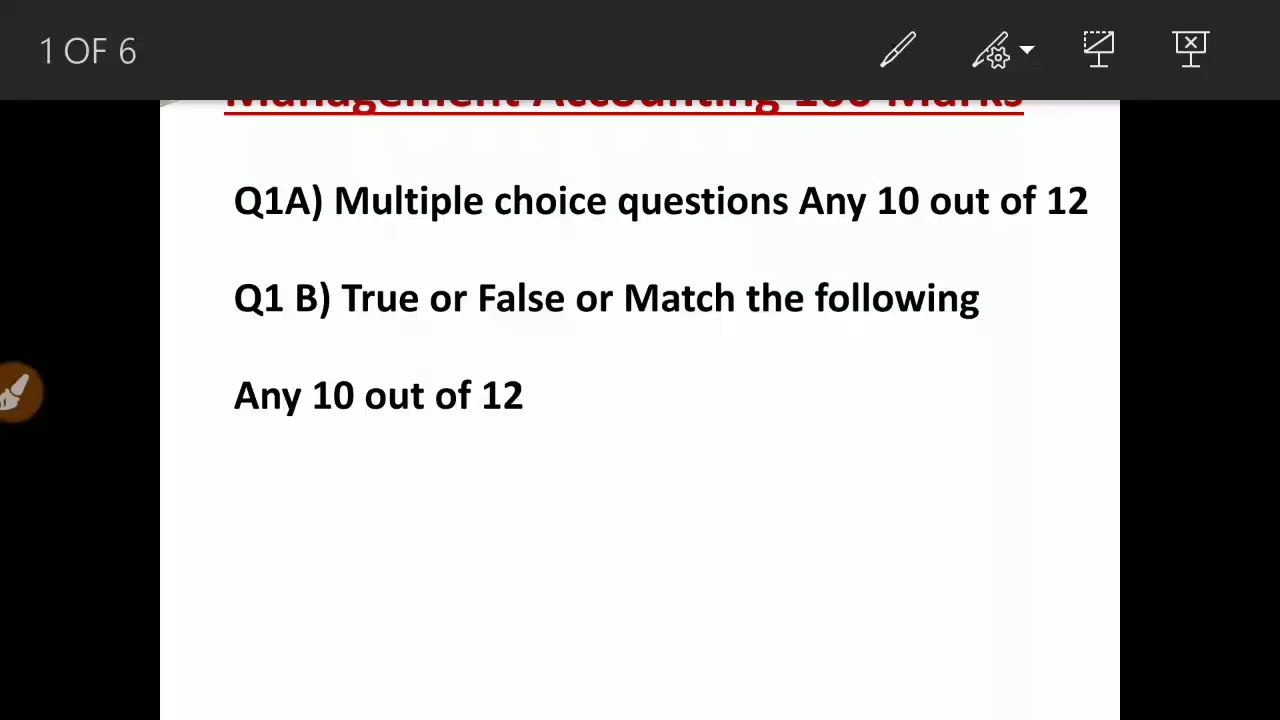 1 OF 6
Management Accounting 100 Marks
Q1A) Multiple choice questions Any 10 out of 12
Q1 B) True or False or Match the following
Any 10 out of 12